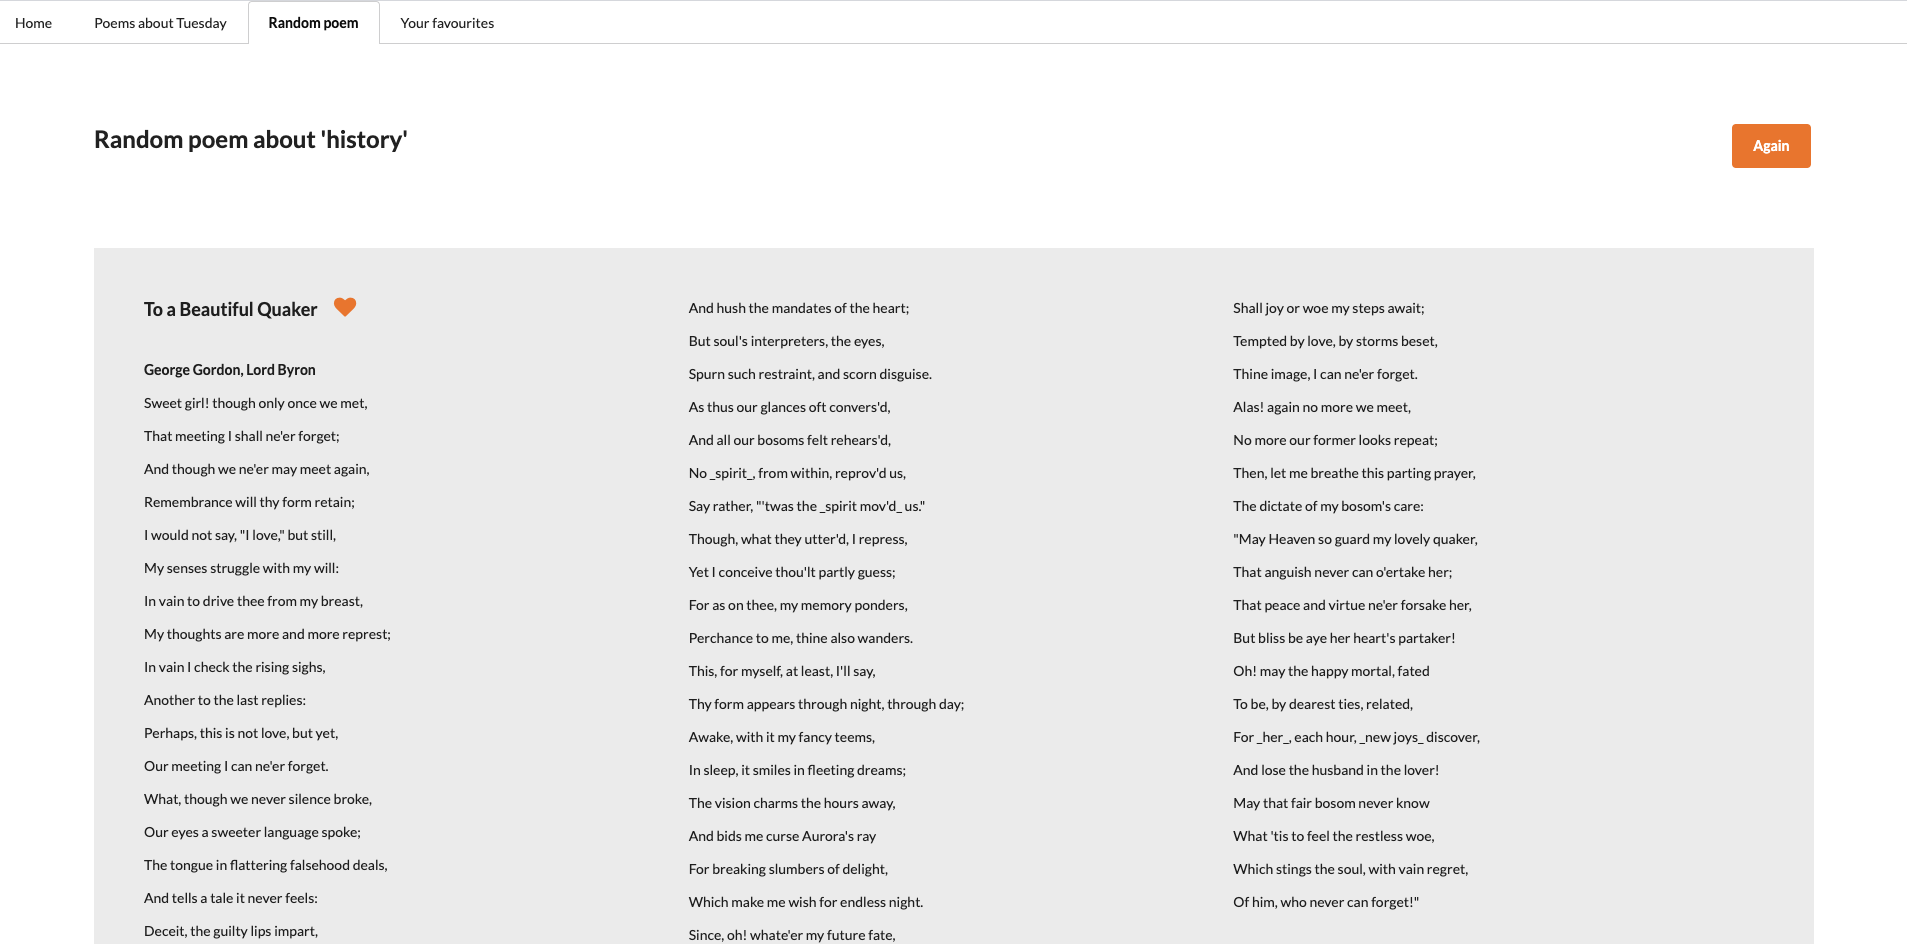 Home
Poems about Tuesday
Random poem
Your favourites
Random poem about 'history'
Again
To a Beautiful Quaker
George Gordon, Lord Byron
Sweet girl! though only once we met,
That meeting I shall ne'er forget;
And though we ne'er may meet again,
Remembrance will thy form retain;
I would not say, "I love," but still,
My senses struggle with my will:
In vain to drive thee from my breast,
My thoughts are more and more represt;
In vain I check the rising sighs,
Another to the last replies:
Perhaps, this is not love, but yet,
Our meeting I can ne'er forget.
What, though we never silence broke,
Our eyes a sweeter language spoke;
The tongue in flattering falsehood deals,
And tells a tale it never feels:
Deceit, the guilty lips impart,
And hush the mandates of the heart;
But soul's interpreters, the eyes,
Spurn such restraint, and scorn disguise.
As thus our glances oft convers'd,
And all our bosoms felt rehears'd,
No _spirit_, from within, reprov'd us,
Say rather, "'twas the _spirit mov'd_ us."
Though, what they utter'd, I repress,
Yet I conceive thou'lt partly guess;
For as on thee, my memory ponders,
Perchance to me, thine also wanders.
This, for myself, at least, I'll say,
Thy form appears through night, through day;
Awake, with it my fancy teems,
In sleep, it smiles in fleeting dreams;
The vision charms the hours away,
And bids me curse Aurora's ray
For breaking slumbers of delight,
Which make me wish for endless night.
Since, oh! whate'er my future fate,
Shall joy or woe my steps await;
Tempted by love, by storms beset,
Thine image, I can ne'er forget.
Alas! again no more we meet,
No more our former looks repeat;
Then, let me breathe this parting prayer,
The dictate of my bosom's care:
"May Heaven so guard my lovely quaker,
That anguish never can o'ertake her;
That peace and virtue ne'er forsake her,
But bliss be aye her heart's partaker!
Oh! may the happy mortal, fated
To be, by dearest ties, related,
For _her_, each hour, _new joys_ discover,
And lose the husband in the lover!
May that fair bosom never know
What 'tis to feel the restless woe,
Which stings the soul, with vain regret,
Of him, who never can forget!"